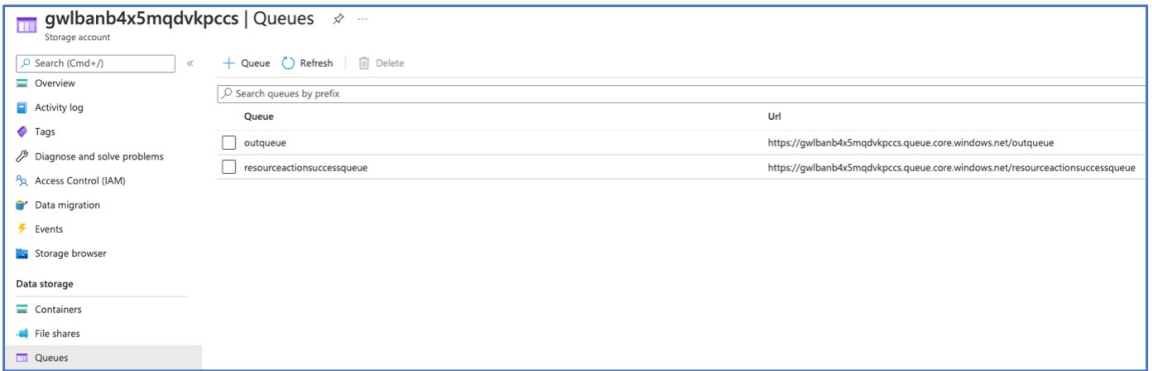 gwlbanb4x5mqdvkpccs | Queues
Storage account
Search (Cmd+/)
Overview
Activity log
Tags
Diagnose and solve problems
Access Control (IAM)
Data migration
Events
Storage browser
Data storage
Containers
File shares
Queues
+ Queue Refresh Delete
Search queues by prefix
Queue Url
outqueue https://gwlbanb4x5mqdvkpccs.queue.core.windows.net/outqueue
resourceactionsuccessqueue https://gwlbanb4x5mqdvkpccs.queue.core.windows.net/resourceactionsuccessqueue